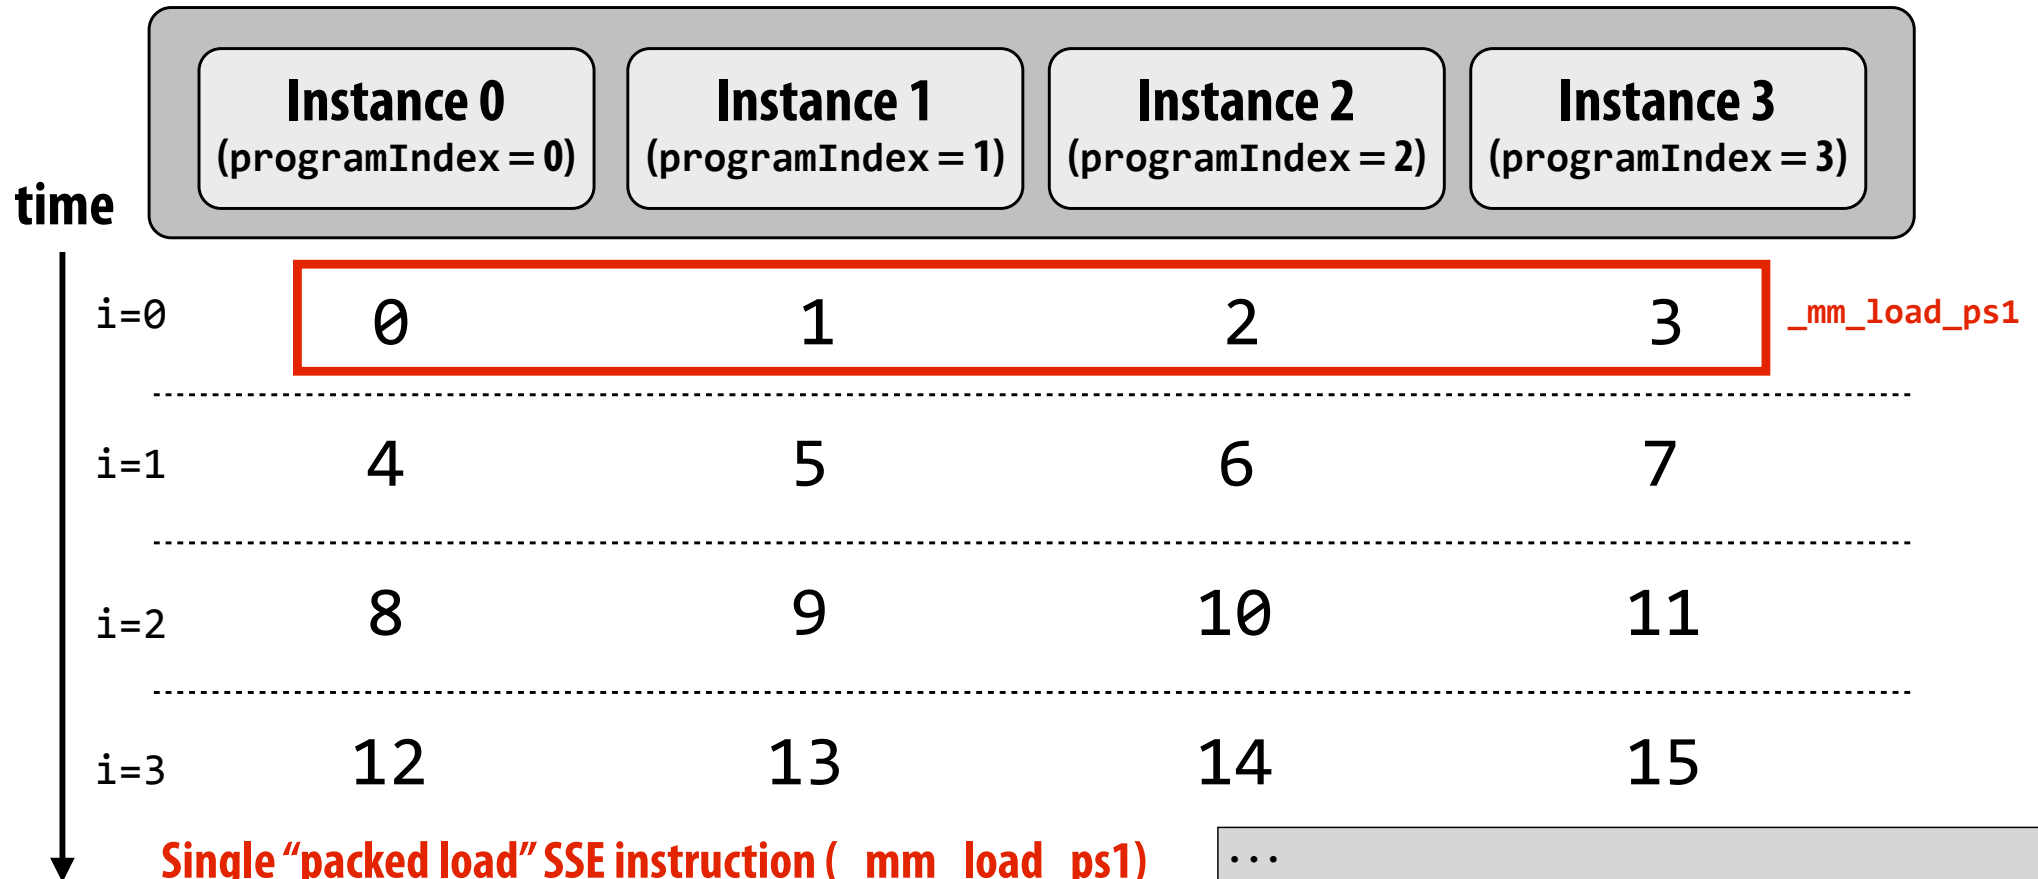 Instance 0 Instance 1 Instance 2 Instance 3
(programIndex = 0) (programIndex = 1) (programIndex = 2) (programIndex = 3)
time
i=0 0 1 2 3 _mm_load_ps1
i=1 4 5 6 7
i=2 8 9 10 11
i=3 12 13 14 15
Single “packed load” SSE instruction (_mm_load_ps1)
...